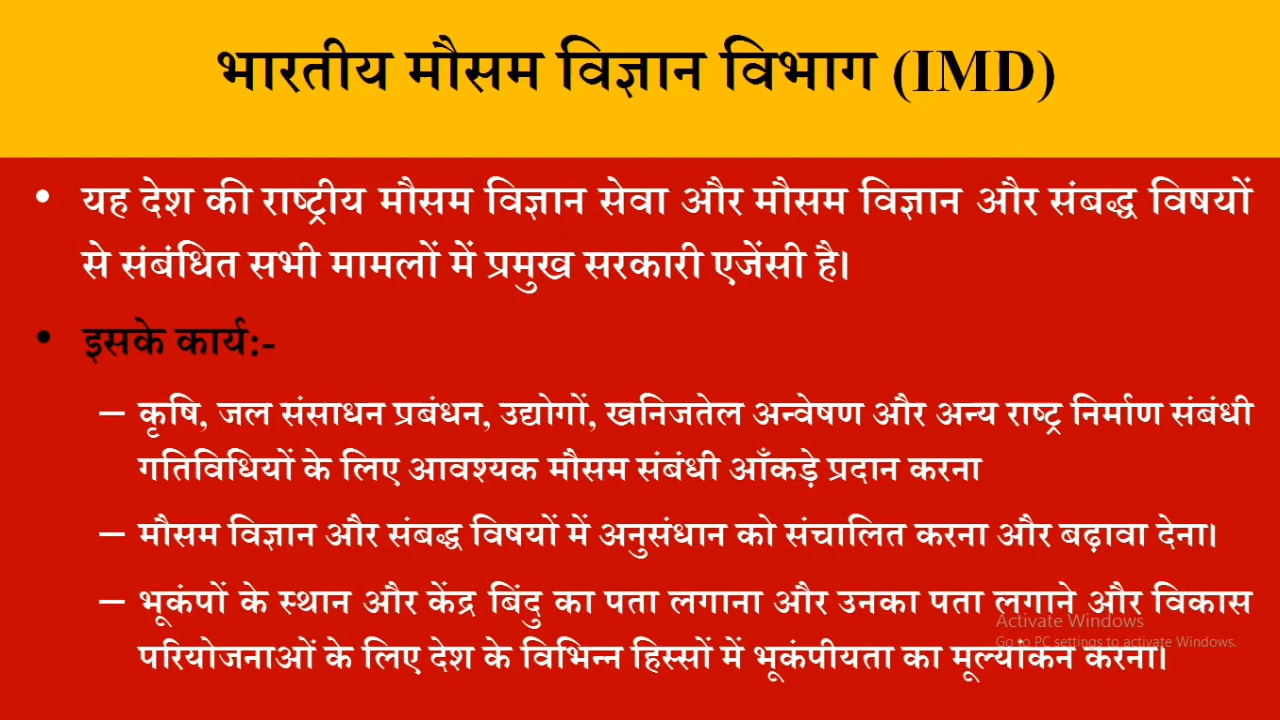 भारतीय मौसम विज्ञान विभाग (IMD)
• यह देश की राष्ट्रीय मौसम विज्ञान सेवा और मौसम विज्ञान और संबद्ध विषयों
से संबंधित सभी मामलों में प्रमुख सरकारी एजेंसी है।
• इसके कार्य:-
– कृषि, जल संसाधन प्रबंधन, उद्योगों, खनिजतेल अन्वेषण और अन्य राष्ट्र निर्माण संबंधी
गतिविधियों के लिए आवश्यक मौसम संबंधी आँकड़े प्रदान करना
– मौसम विज्ञान और संबद्ध विषयों में अनुसंधान को संचालित करना और बढ़ावा देना।
– भूकंपों के स्थान और केंद्र बिंदु का पता लगाना और उनका पता लगाने और विकास
परियोजनाओं के लिए देश के विभिन्न हिस्सों में भूकंपीयता का मूल्यांकन करना।
Activate Windows
Go to PC settings to activate Windows.